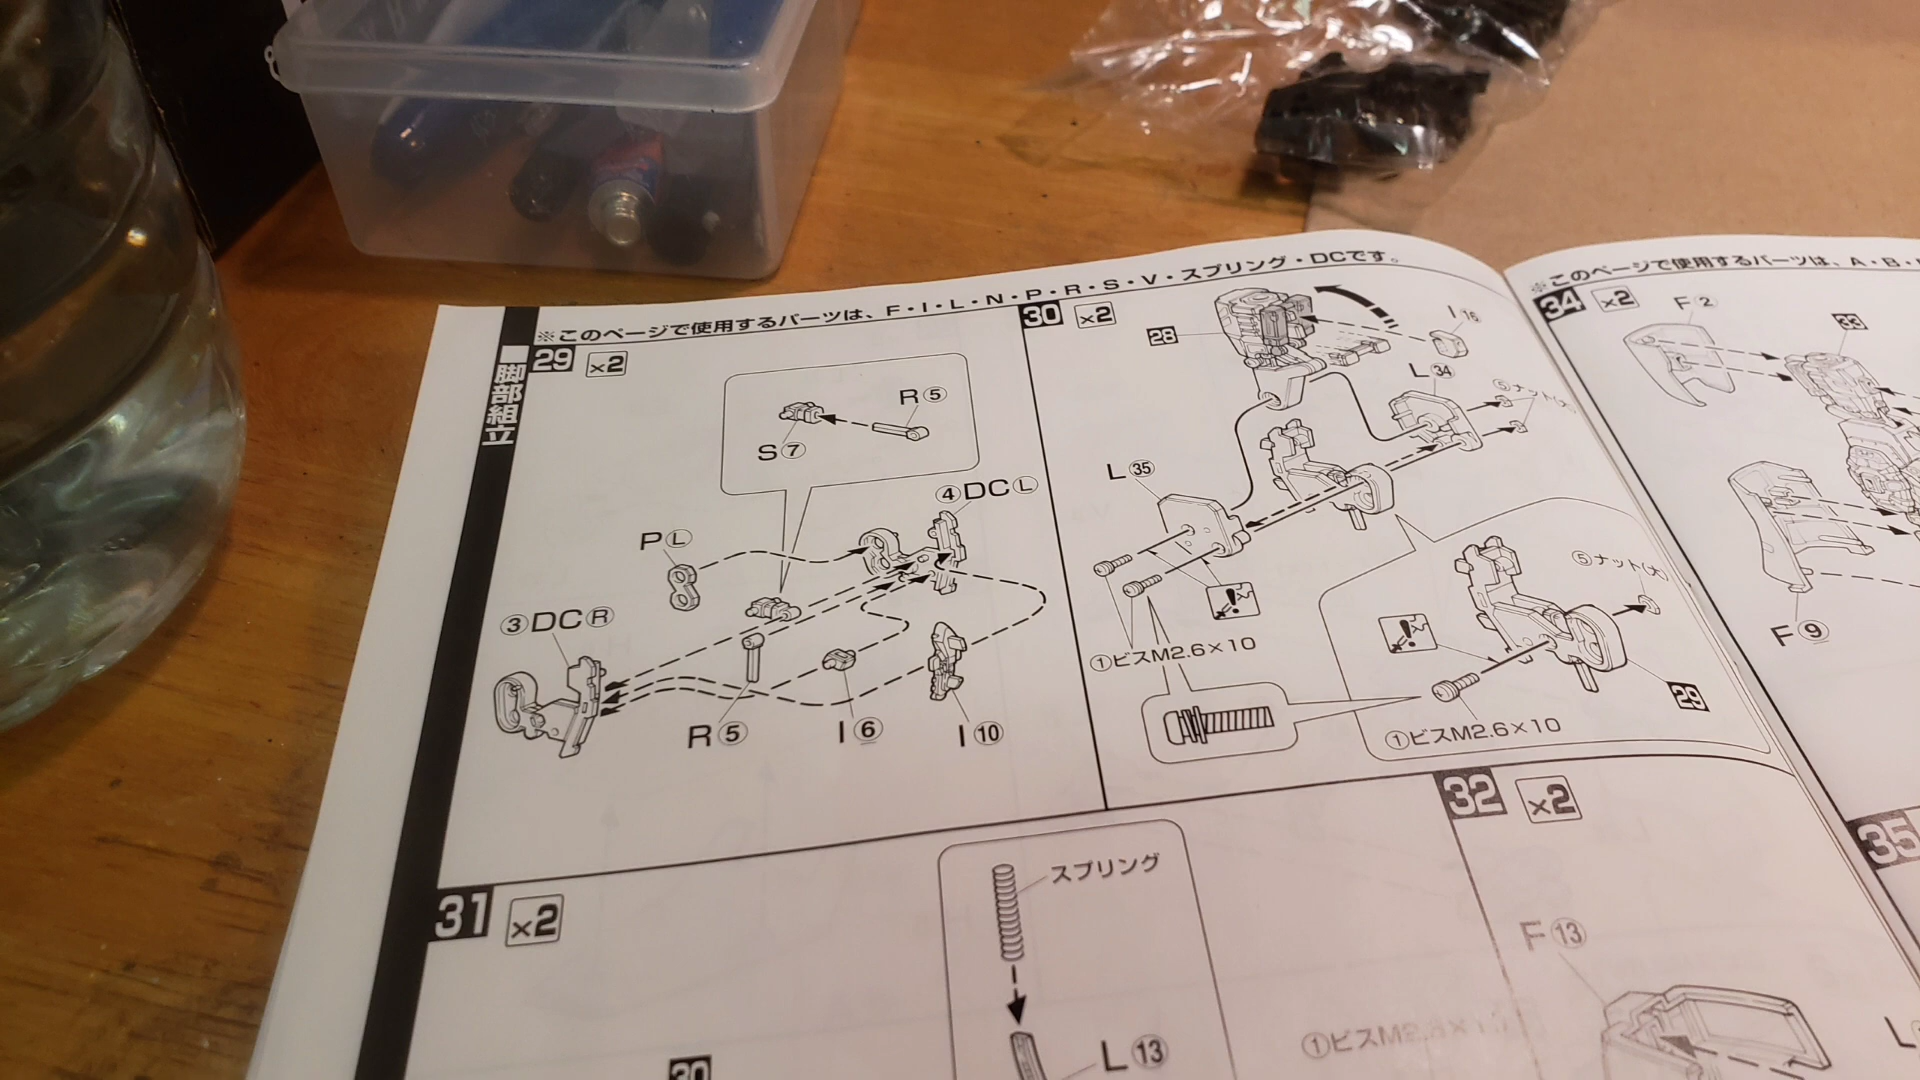 ※このページで使用するパーツは、F・I・L・N・P・R・S・V・スプリング・DCです。
脚部組立
29 ×2
R⑤
S⑦
④DCⓁ
PⓁ
③DCⓇ
R⑤
I⑥
I⑩
30 ×2
28
I⑯
L㉞
⑤ナット(大)
L㉟
①ビスM2.6×10
⑤ナット(大)
29
①ビスM2.6×10
31 ×2
スプリング
L⑬
30
32 ×2
F⑬
※このページで使用するパーツは、A・B・
34 ×2
F②
33
F⑨
35